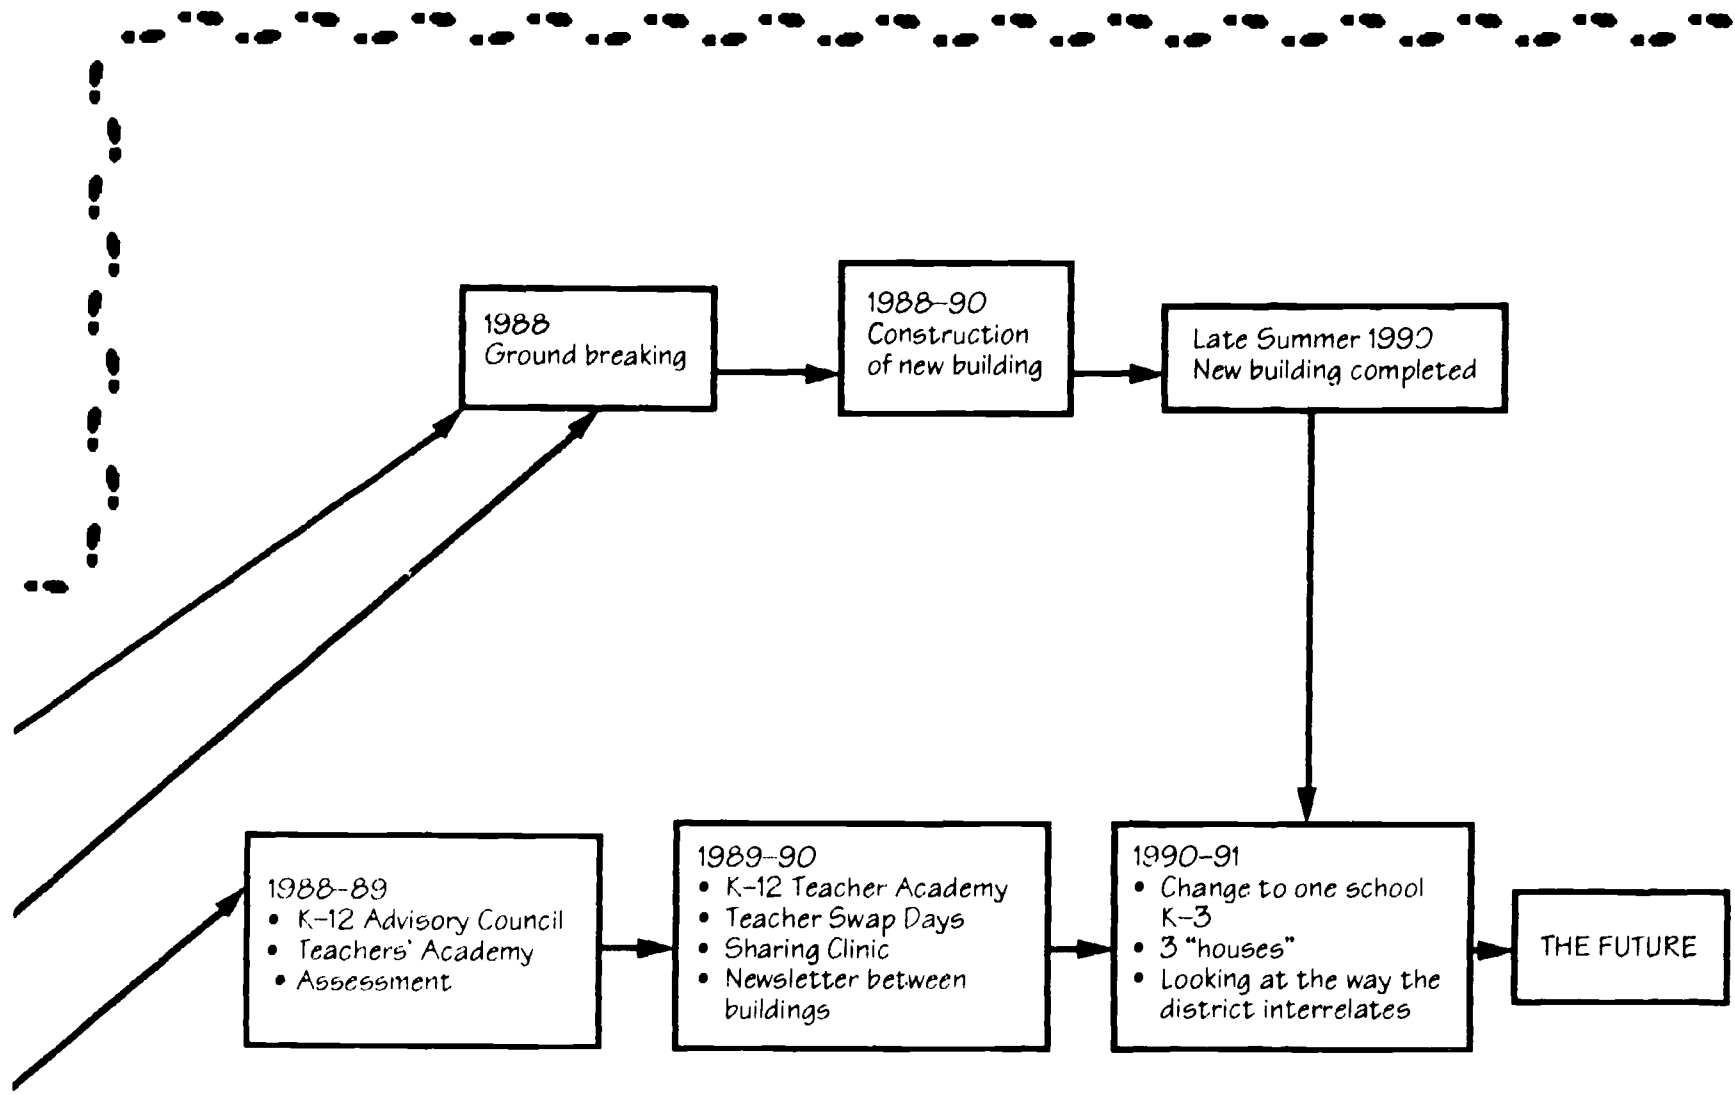 1988
Ground breaking
1988-90
Construction
of new building
Late Summer 1990
New building completed
1988-89
• K-12 Advisory Council
• Teachers' Academy
• Assessment
1989-90
• K-12 Teacher Academy
• Teacher Swap Days
• Sharing Clinic
• Newsletter between
buildings
1990-91
• Change to one school
K-3
• 3 "houses"
• Looking at the way the
district interrelates
THE FUTURE